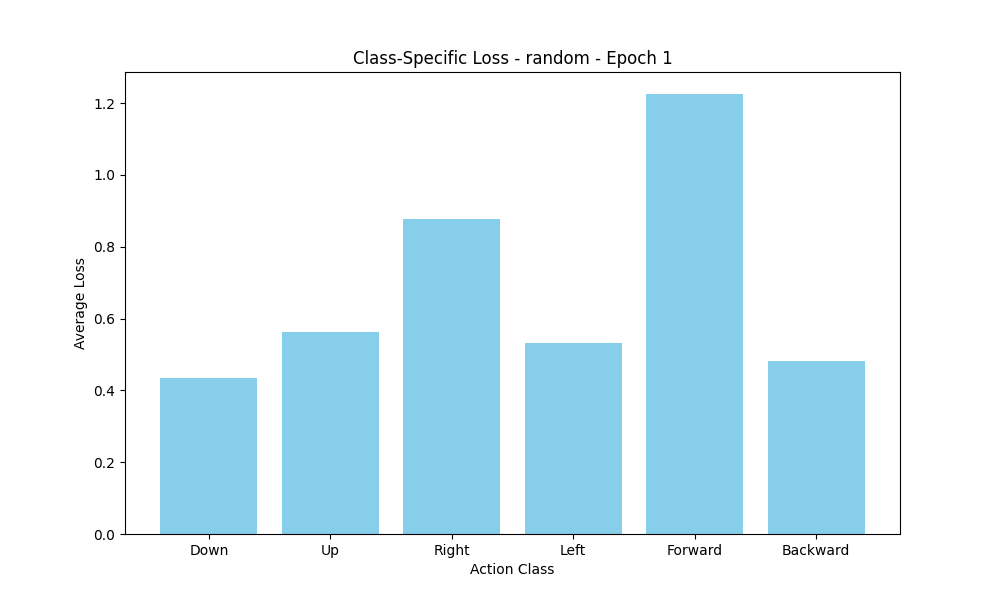 Class-Specific Loss - random - Epoch 1
Average Loss
1.2
1.0
0.8
0.6
0.4
0.2
0.0
Down Up Right Left Forward Backward
Action Class